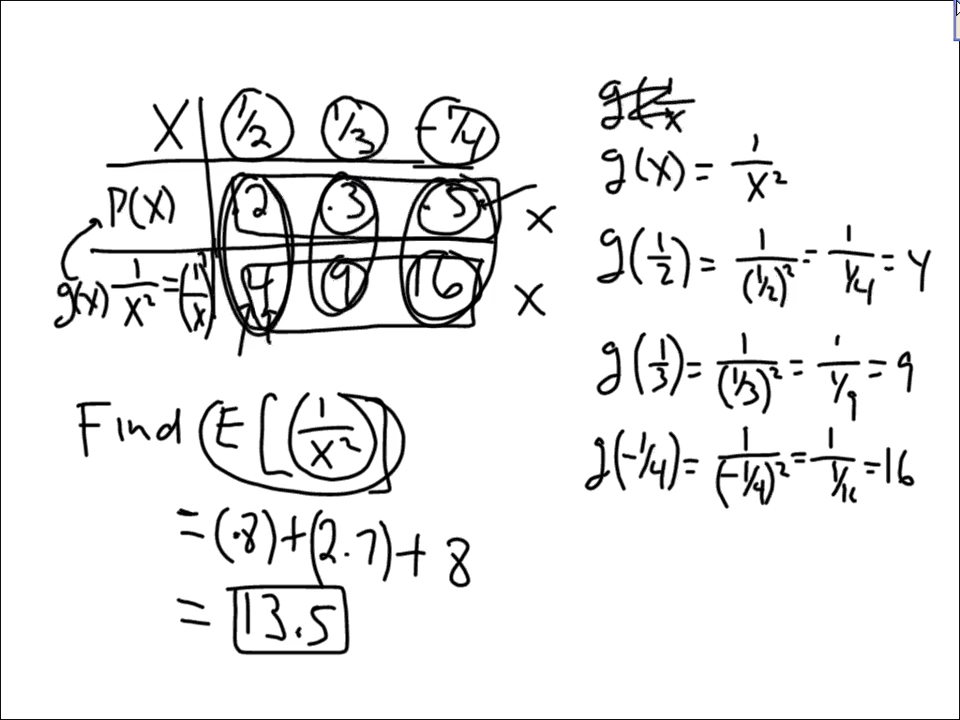 X 1/2 1/3 -1/4
P(X) .2 .3 .5 X
g(x) 1/X² = (1/X)² 4 9 16 X
Find E[(1/X²)]
= (.8)+(2.7)+8
= 13.5
g(X) = 1/X²
g(1/2) = 1/(1/2)² = 1/1/4 = 4
g(1/3) = 1/(1/3)² = 1/1/9 = 9
g(-1/4) = 1/(-1/4)² = 1/1/16 = 16